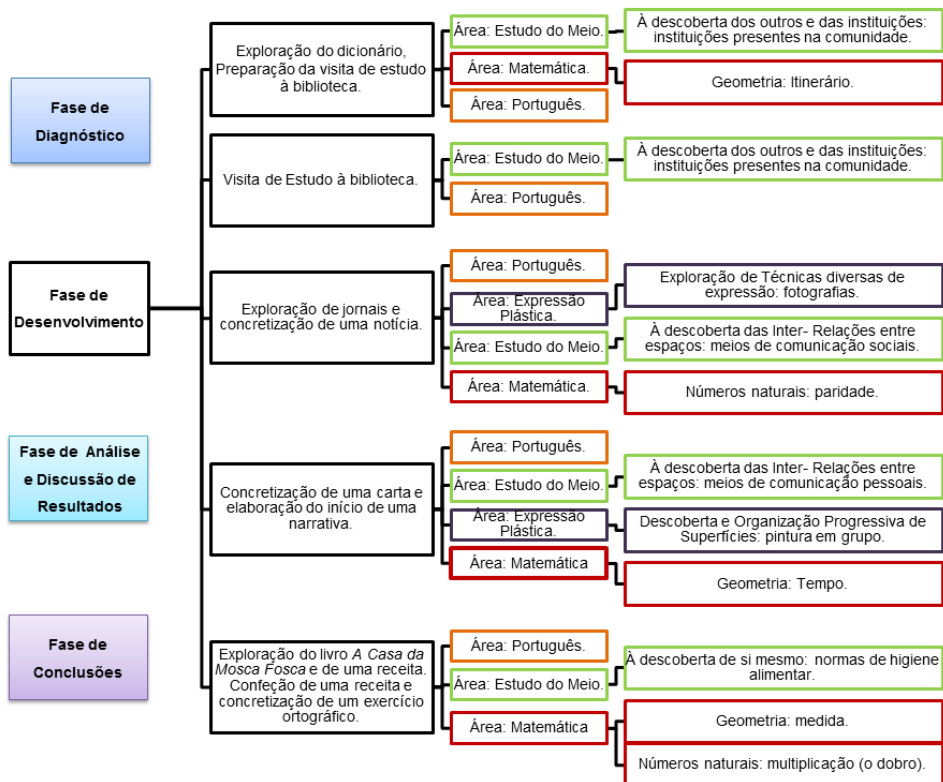 Fase de
Diagnóstico
Fase de
Desenvolvimento
Fase de Análise
e Discussão de
Resultados
Fase de
Conclusões
Exploração do dicionário,
Preparação da visita de estudo
à biblioteca.
Área: Estudo do Meio.
À descoberta dos outros e das instituições:
instituições presentes na comunidade.
Área: Matemática.
Geometria: Itinerário.
Área: Português.
Visita de Estudo à biblioteca.
Área: Estudo do Meio.
À descoberta dos outros e das instituições:
instituições presentes na comunidade.
Área: Português.
Exploração de jornais e
concretização de uma notícia.
Área: Português.
Área: Expressão
Plástica.
Exploração de Técnicas diversas de
expressão: fotografias.
Área: Estudo do Meio.
À descoberta das Inter- Relações entre
espaços: meios de comunicação sociais.
Área: Matemática.
Números naturais: paridade.
Concretização de uma carta e
elaboração do início de uma
narrativa.
Área: Português.
Área: Estudo do Meio.
À descoberta das Inter- Relações entre
espaços: meios de comunicação pessoais.
Área: Expressão
Plástica.
Descoberta e Organização Progressiva de
Superfícies: pintura em grupo.
Área: Matemática
Geometria: Tempo.
Exploração do livro A Casa da
Mosca Fosca e de uma receita.
Confeção de uma receita e
concretização de um exercício
ortográfico.
Área: Português.
Área: Estudo do Meio.
À descoberta de si mesmo: normas de higiene
alimentar.
Área: Matemática
Geometria: medida.
Números naturais: multiplicação (o dobro).